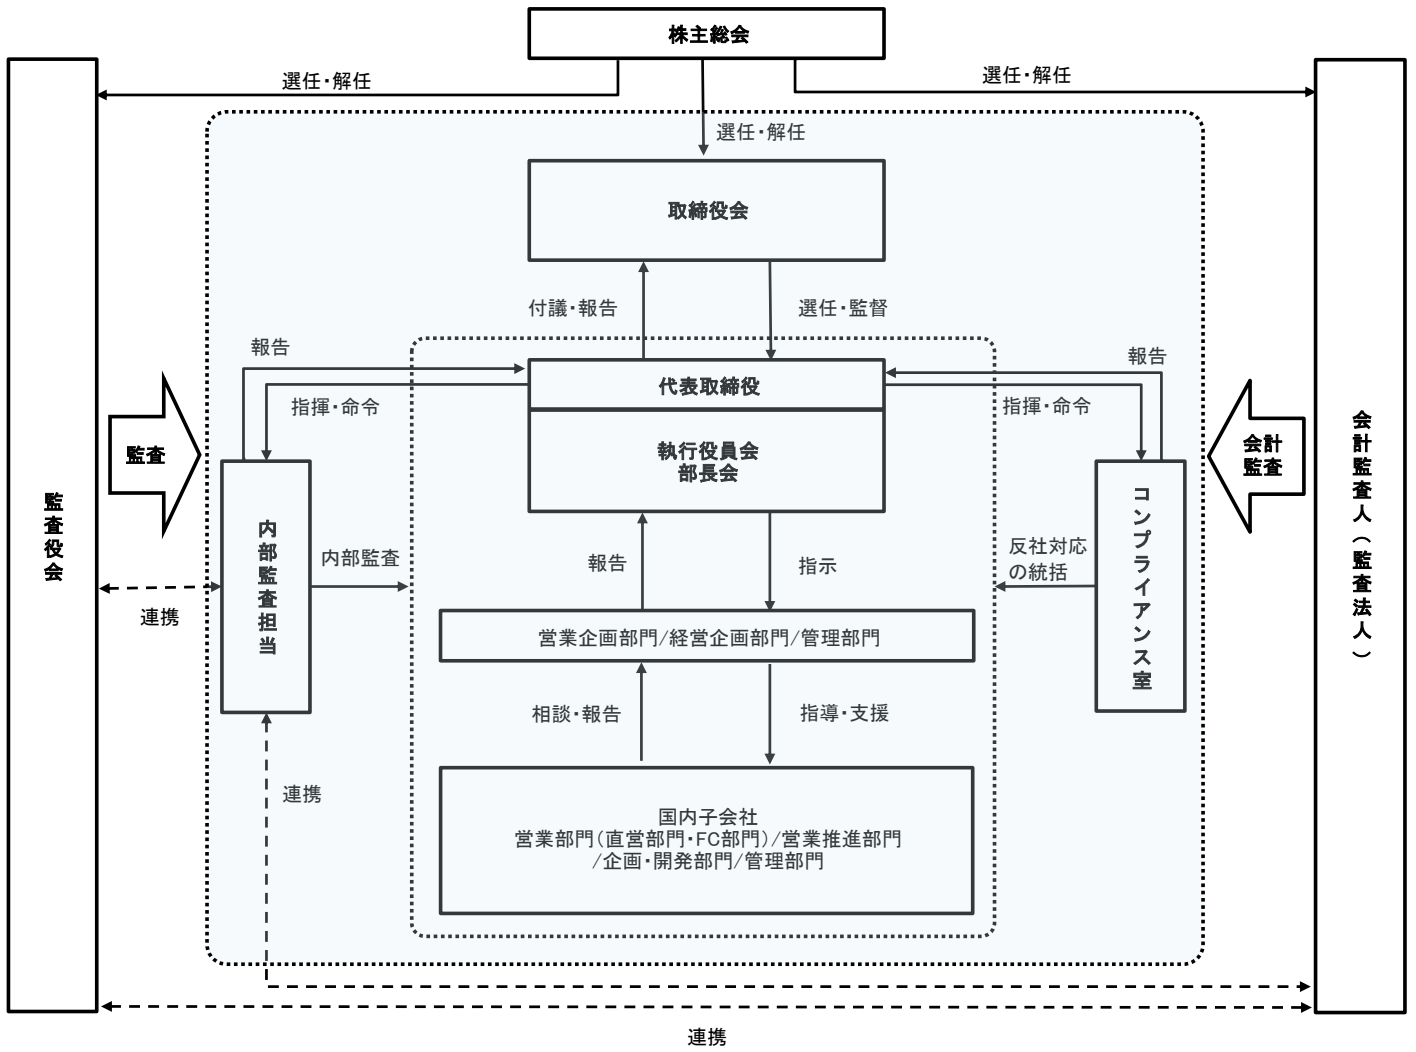 株主総会
選任・解任
選任・解任
選任・解任
取締役会
付議・報告
選任・監督
報告
報告
代表取締役
指揮・命令
指揮・命令
執行役員会
部長会
監査
会計
監査
監査役会
会計監査人（監査法人）
内部監査担当
コンプライアンス室
内部監査
報告
指示
反社対応
の統括
連携
営業企画部門/経営企画部門/管理部門
相談・報告
指導・支援
連携
国内子会社
営業部門（直営部門・FC部門）/営業推進部門
/企画・開発部門/管理部門
連携